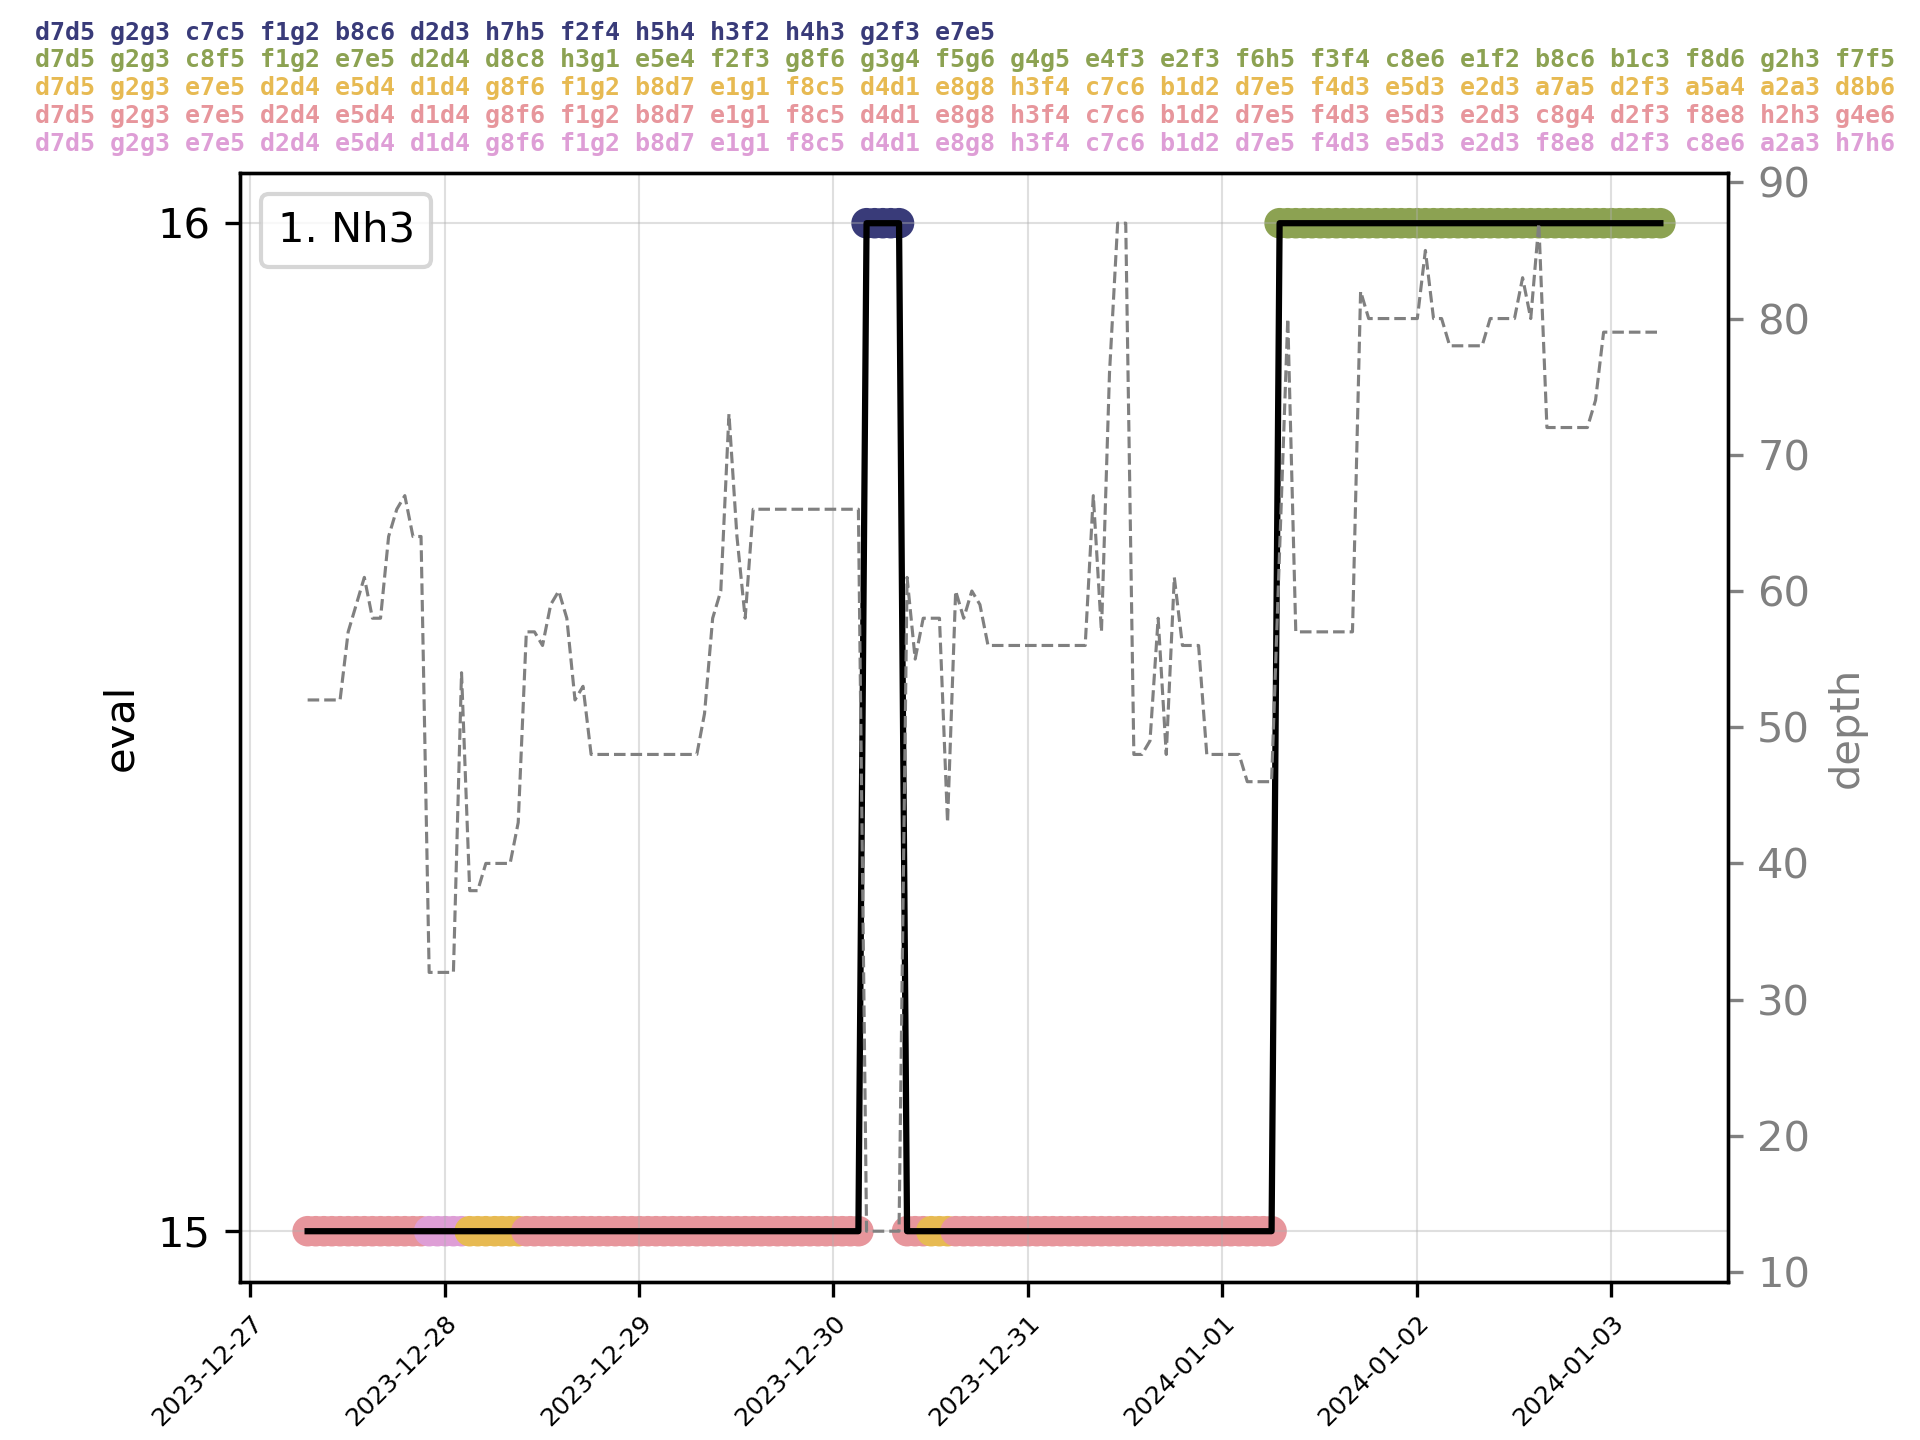 d7d5 g2g3 c7c5 f1g2 b8c6 d2d3 h7h5 f2f4 h5h4 h3f2 h4h3 g2f3 e7e5
d7d5 g2g3 c8f5 f1g2 e7e5 d2d4 d8c8 h3g1 e5e4 f2f3 g8f6 g3g4 f5g6 g4g5 e4f3 e2f3 f6h5 f3f4 c8e6 e1f2 b8c6 b1c3 f8d6 g2h3 f7f5
d7d5 g2g3 e7e5 d2d4 e5d4 d1d4 g8f6 f1g2 b8d7 e1g1 f8c5 d4d1 e8g8 h3f4 c7c6 b1d2 d7e5 f4d3 e5d3 e2d3 a7a5 d2f3 a5a4 a2a3 d8b6
d7d5 g2g3 e7e5 d2d4 e5d4 d1d4 g8f6 f1g2 b8d7 e1g1 f8c5 d4d1 e8g8 h3f4 c7c6 b1d2 d7e5 f4d3 e5d3 e2d3 c8g4 d2f3 f8e8 h2h3 g4e6
d7d5 g2g3 e7e5 d2d4 e5d4 d1d4 g8f6 f1g2 b8d7 e1g1 f8c5 d4d1 e8g8 h3f4 c7c6 b1d2 d7e5 f4d3 e5d3 e2d3 f8e8 d2f3 c8e6 a2a3 h7h6
1. Nh3
16
15
eval
90
80
70
60
50
40
30
20
10
depth
2023-12-27
2023-12-28
2023-12-29
2023-12-30
2023-12-31
2024-01-01
2024-01-02
2024-01-03